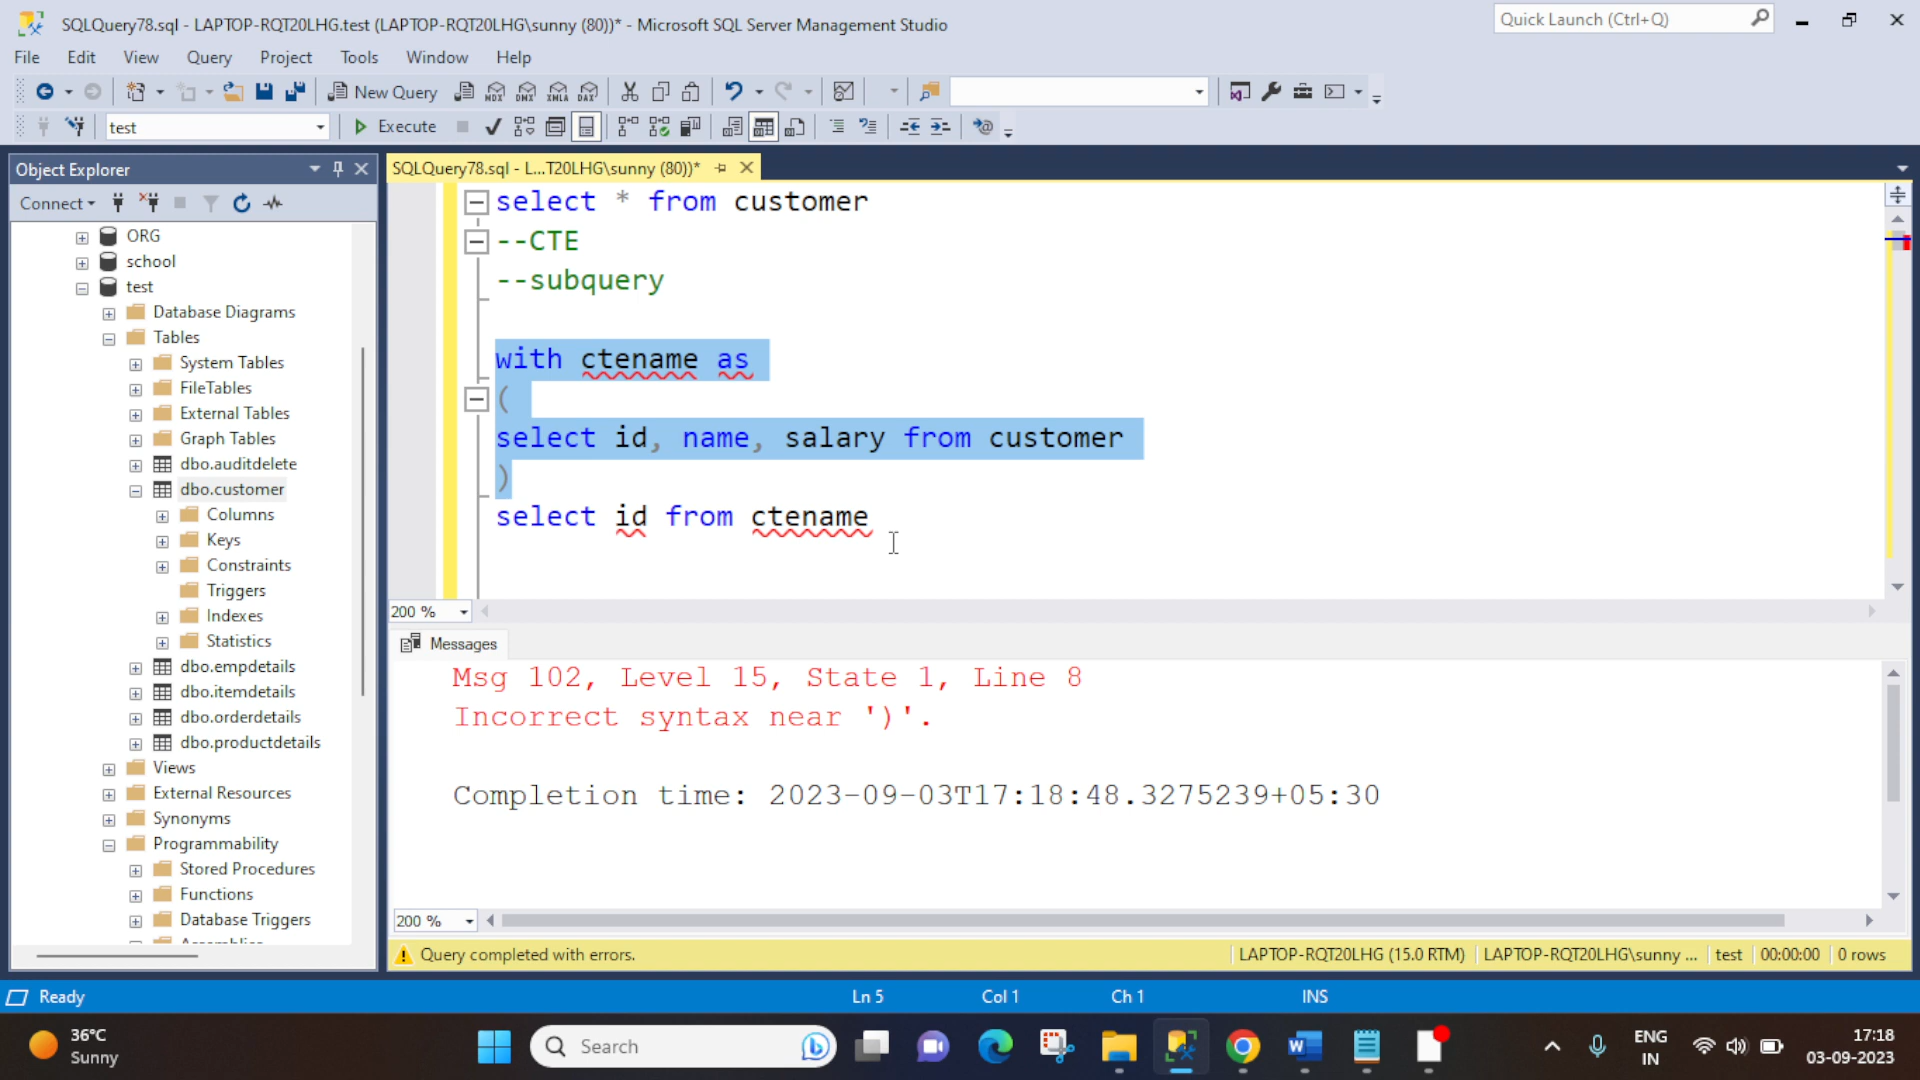 SQLQuery78.sql - LAPTOP-RQT20LHG.test (LAPTOP-RQT20LHG\sunny (80))* - Microsoft SQL Server Management Studio
Quick Launch (Ctrl+Q)
File Edit View Query Project Tools Window Help
New Query
MDX DMX XMLA DAX
test
Execute
Object Explorer
SQLQuery78.sql - L...T20LHG\sunny (80))*
Connect
ORG
school
test
Database Diagrams
Tables
System Tables
FileTables
External Tables
Graph Tables
dbo.auditdelete
dbo.customer
Columns
Keys
Constraints
Triggers
Indexes
Statistics
dbo.empdetails
dbo.itemdetails
dbo.orderdetails
dbo.productdetails
Views
External Resources
Synonyms
Programmability
Stored Procedures
Functions
Database Triggers
select * from customer
--CTE
--subquery
with ctename as
(
select id, name, salary from customer
)
select id from ctename
200 %
Messages
Msg 102, Level 15, State 1, Line 8
Incorrect syntax near ')'.
Completion time: 2023-09-03T17:18:48.3275239+05:30
200 %
Query completed with errors.
LAPTOP-RQT20LHG (15.0 RTM)
LAPTOP-RQT20LHG\sunny ...
test
00:00:00
0 rows
Ready
Ln 5
Col 1
Ch 1
INS
36°C
Sunny
Search
ENG
IN
17:18
03-09-2023